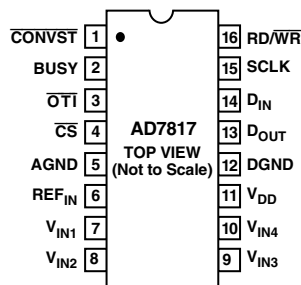 CONVST 1 16 RD/WR
BUSY 2 15 SCLK
OTI 3 14 DIN
CS 4 AD7817 13 DOUT
AGND 5 TOP VIEW 12 DGND
REFIN 6 (Not to Scale) 11 VDD
VIN1 7 10 VIN4
VIN2 8 9 VIN3